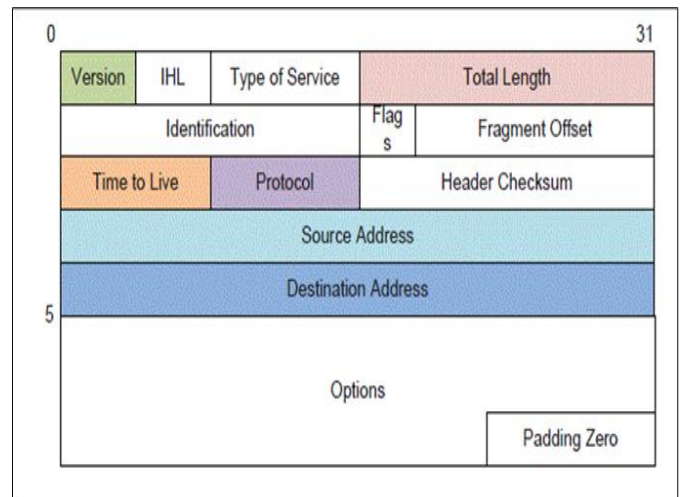 0 31
Version IHL Type of Service Total Length
Identification Flag
s Fragment Offset
Time to Live Protocol Header Checksum
Source Address
Destination Address
5
Options
Padding Zero